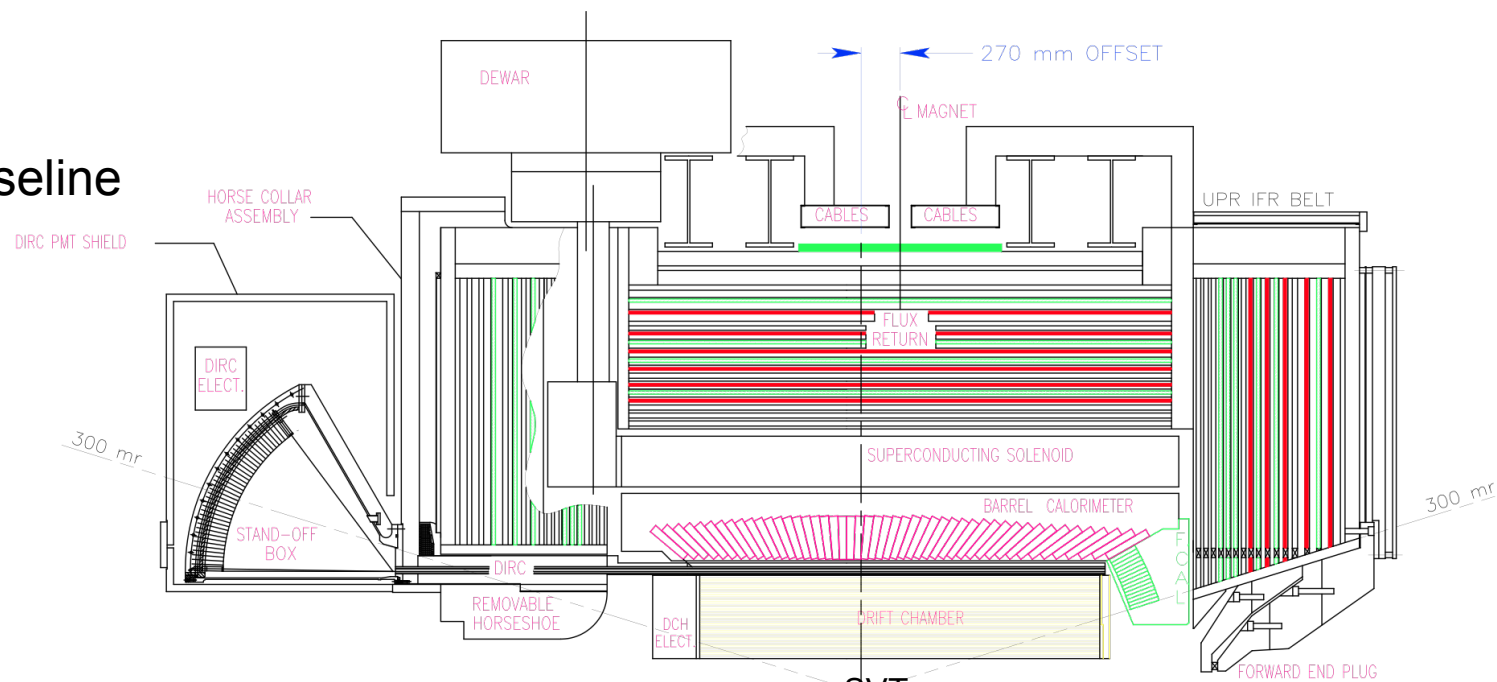 270 mm OFFSET
DEWAR
℄ MAGNET
seline
HORSE COLLAR
ASSEMBLY
UPR IFR BELT
CABLES
CABLES
DIRC PMT SHIELD
FLUX
RETURN
DIRC
ELECT.
300 mr
SUPERCONDUCTING SOLENOID
300 mr
BARREL CALORIMETER
STAND-OFF
BOX
FCAL
DIRC
REMOVABLE
HORSESHOE
DCH
ELECT.
DRIFT CHAMBER
FORWARD END PLUG
SVT